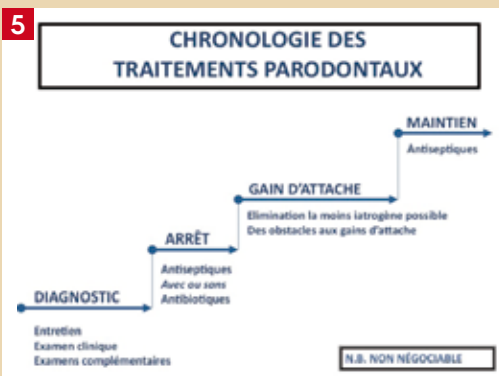 5
CHRONOLOGIE DES
TRAITEMENTS PARODONTAUX
MAINTIEN
Antiseptiques
GAIN D'ATTACHE
Elimination la moins iatrogène possible
Des obstacles aux gains d'attache
ARRÊT
Antiseptiques
Avec ou sans
Antibiotiques
DIAGNOSTIC
Entretien
Examen clinique
Examens complémentaires
N.B. NON NÉGOCIABLE